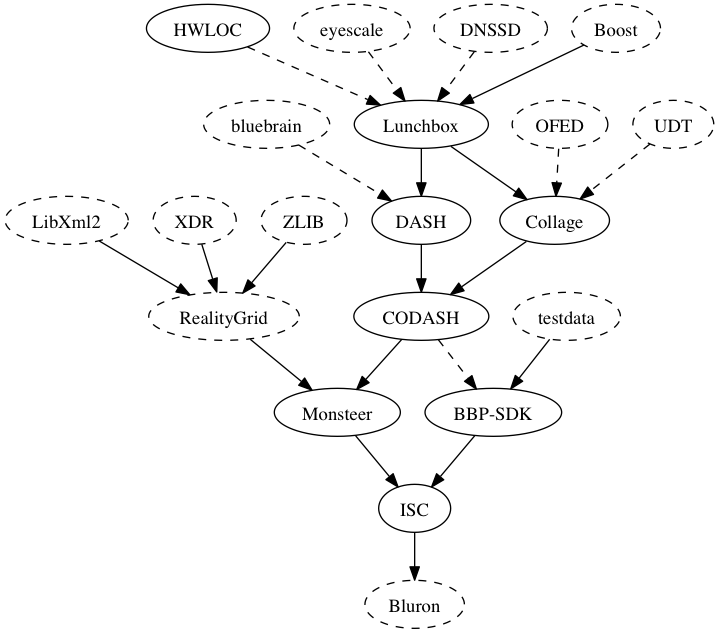 HWLOC
eyescale
DNSSD
Boost
bluebrain
Lunchbox
OFED
UDT
LibXml2
XDR
ZLIB
DASH
Collage
RealityGrid
CODASH
testdata
Monsteer
BBP-SDK
ISC
Bluron